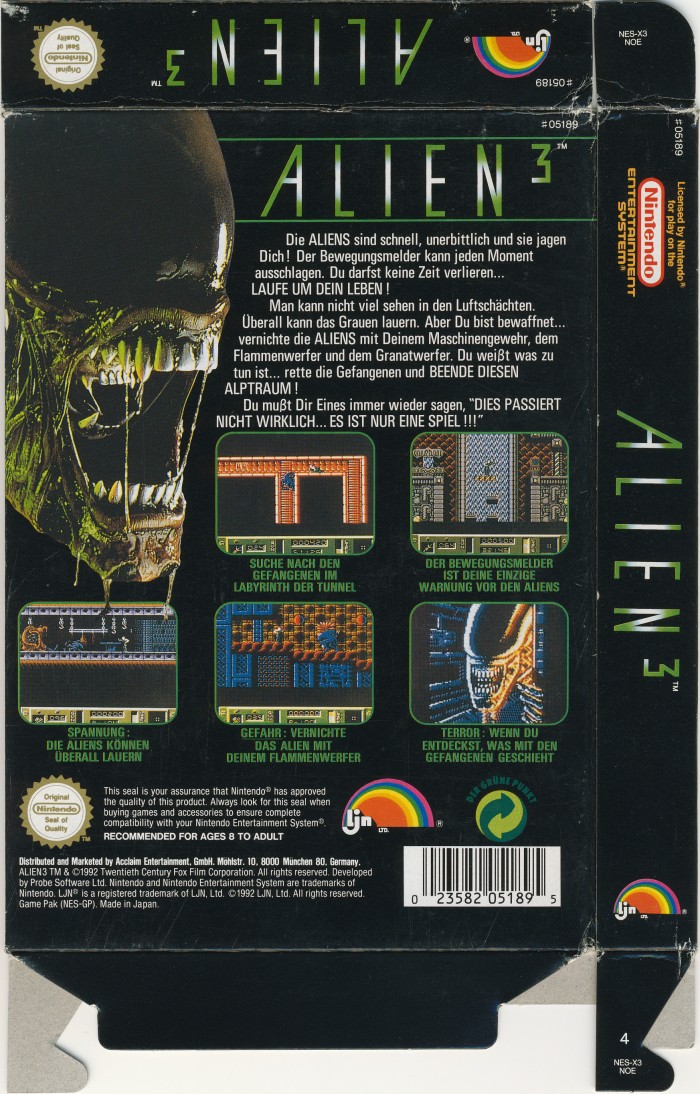 NES-X3
NOE
Original
Nintendo
Seal of
Quality
TM
ALIEN 3
TM
LJN
®
#05189
#05189
ALIEN 3 TM
Die ALIENS sind schnell, unerbittlich und sie jagen
Dich! Der Bewegungsmelder kann jeden Moment
ausschlagen. Du darfst keine Zeit verlieren...
LAUFE UM DEIN LEBEN!
Man kann nicht viel sehen in den Luftschächten.
Überall kann das Grauen lauern. Aber Du bist bewaffnet...
vernichte die ALIENS mit Deinem Maschinengewehr, dem
Flammenwerfer und dem Granatwerfer. Du weißt was zu
tun ist... rette die Gefangenen und BEENDE DIESEN
ALPTRAUM!
Du mußt Dir Eines immer wieder sagen, "DIES PASSIERT
NICHT WIRKLICH... ES IST NUR EINE SPIEL!!!"
SUCHE NACH DEN
GEFANGENEN IM
LABYRINTH DER TUNNEL
DER BEWEGUNGSMELDER
IST DEINE EINZIGE
WARNUNG VOR DEN ALIENS
SPANNUNG:
DIE ALIENS KÖNNEN
ÜBERALL LAUERN
GEFAHR: VERNICHTE
DAS ALIEN MIT
DEINEM FLAMMENWERFER
TERROR: WENN DU
ENTDECKST, WAS MIT DEN
GEFANGENEN GESCHIEHT
Original
Nintendo
Seal of
Quality
TM
This seal is your assurance that Nintendo® has approved
the quality of this product. Always look for this seal when
buying games and accessories to ensure complete
compatibility with your Nintendo Entertainment System®.
RECOMMENDED FOR AGES 8 TO ADULT
LJN
LTD.
®
DER GRÜNE PUNKT
Distributed and Marketed by Acclaim Entertainment, GmbH. Möhlstr. 10, 8000 München 80, Germany.
ALIEN3 TM & ©1992 Twentieth Century Fox Film Corporation. All rights reserved. Developed
by Probe Software Ltd. Nintendo and Nintendo Entertainment System are trademarks of
Nintendo. LJN® is a registered trademark of LJN, Ltd. ©1992 LJN, Ltd. All rights reserved.
Game Pak (NES-GP). Made in Japan.
0 23582 05189 5
#05189
Licensed by Nintendo®
for play on the
Nintendo
ENTERTAINMENT
SYSTEM®
ALIEN 3 TM
LJN
LTD.
®
4
NES-X3
NOE